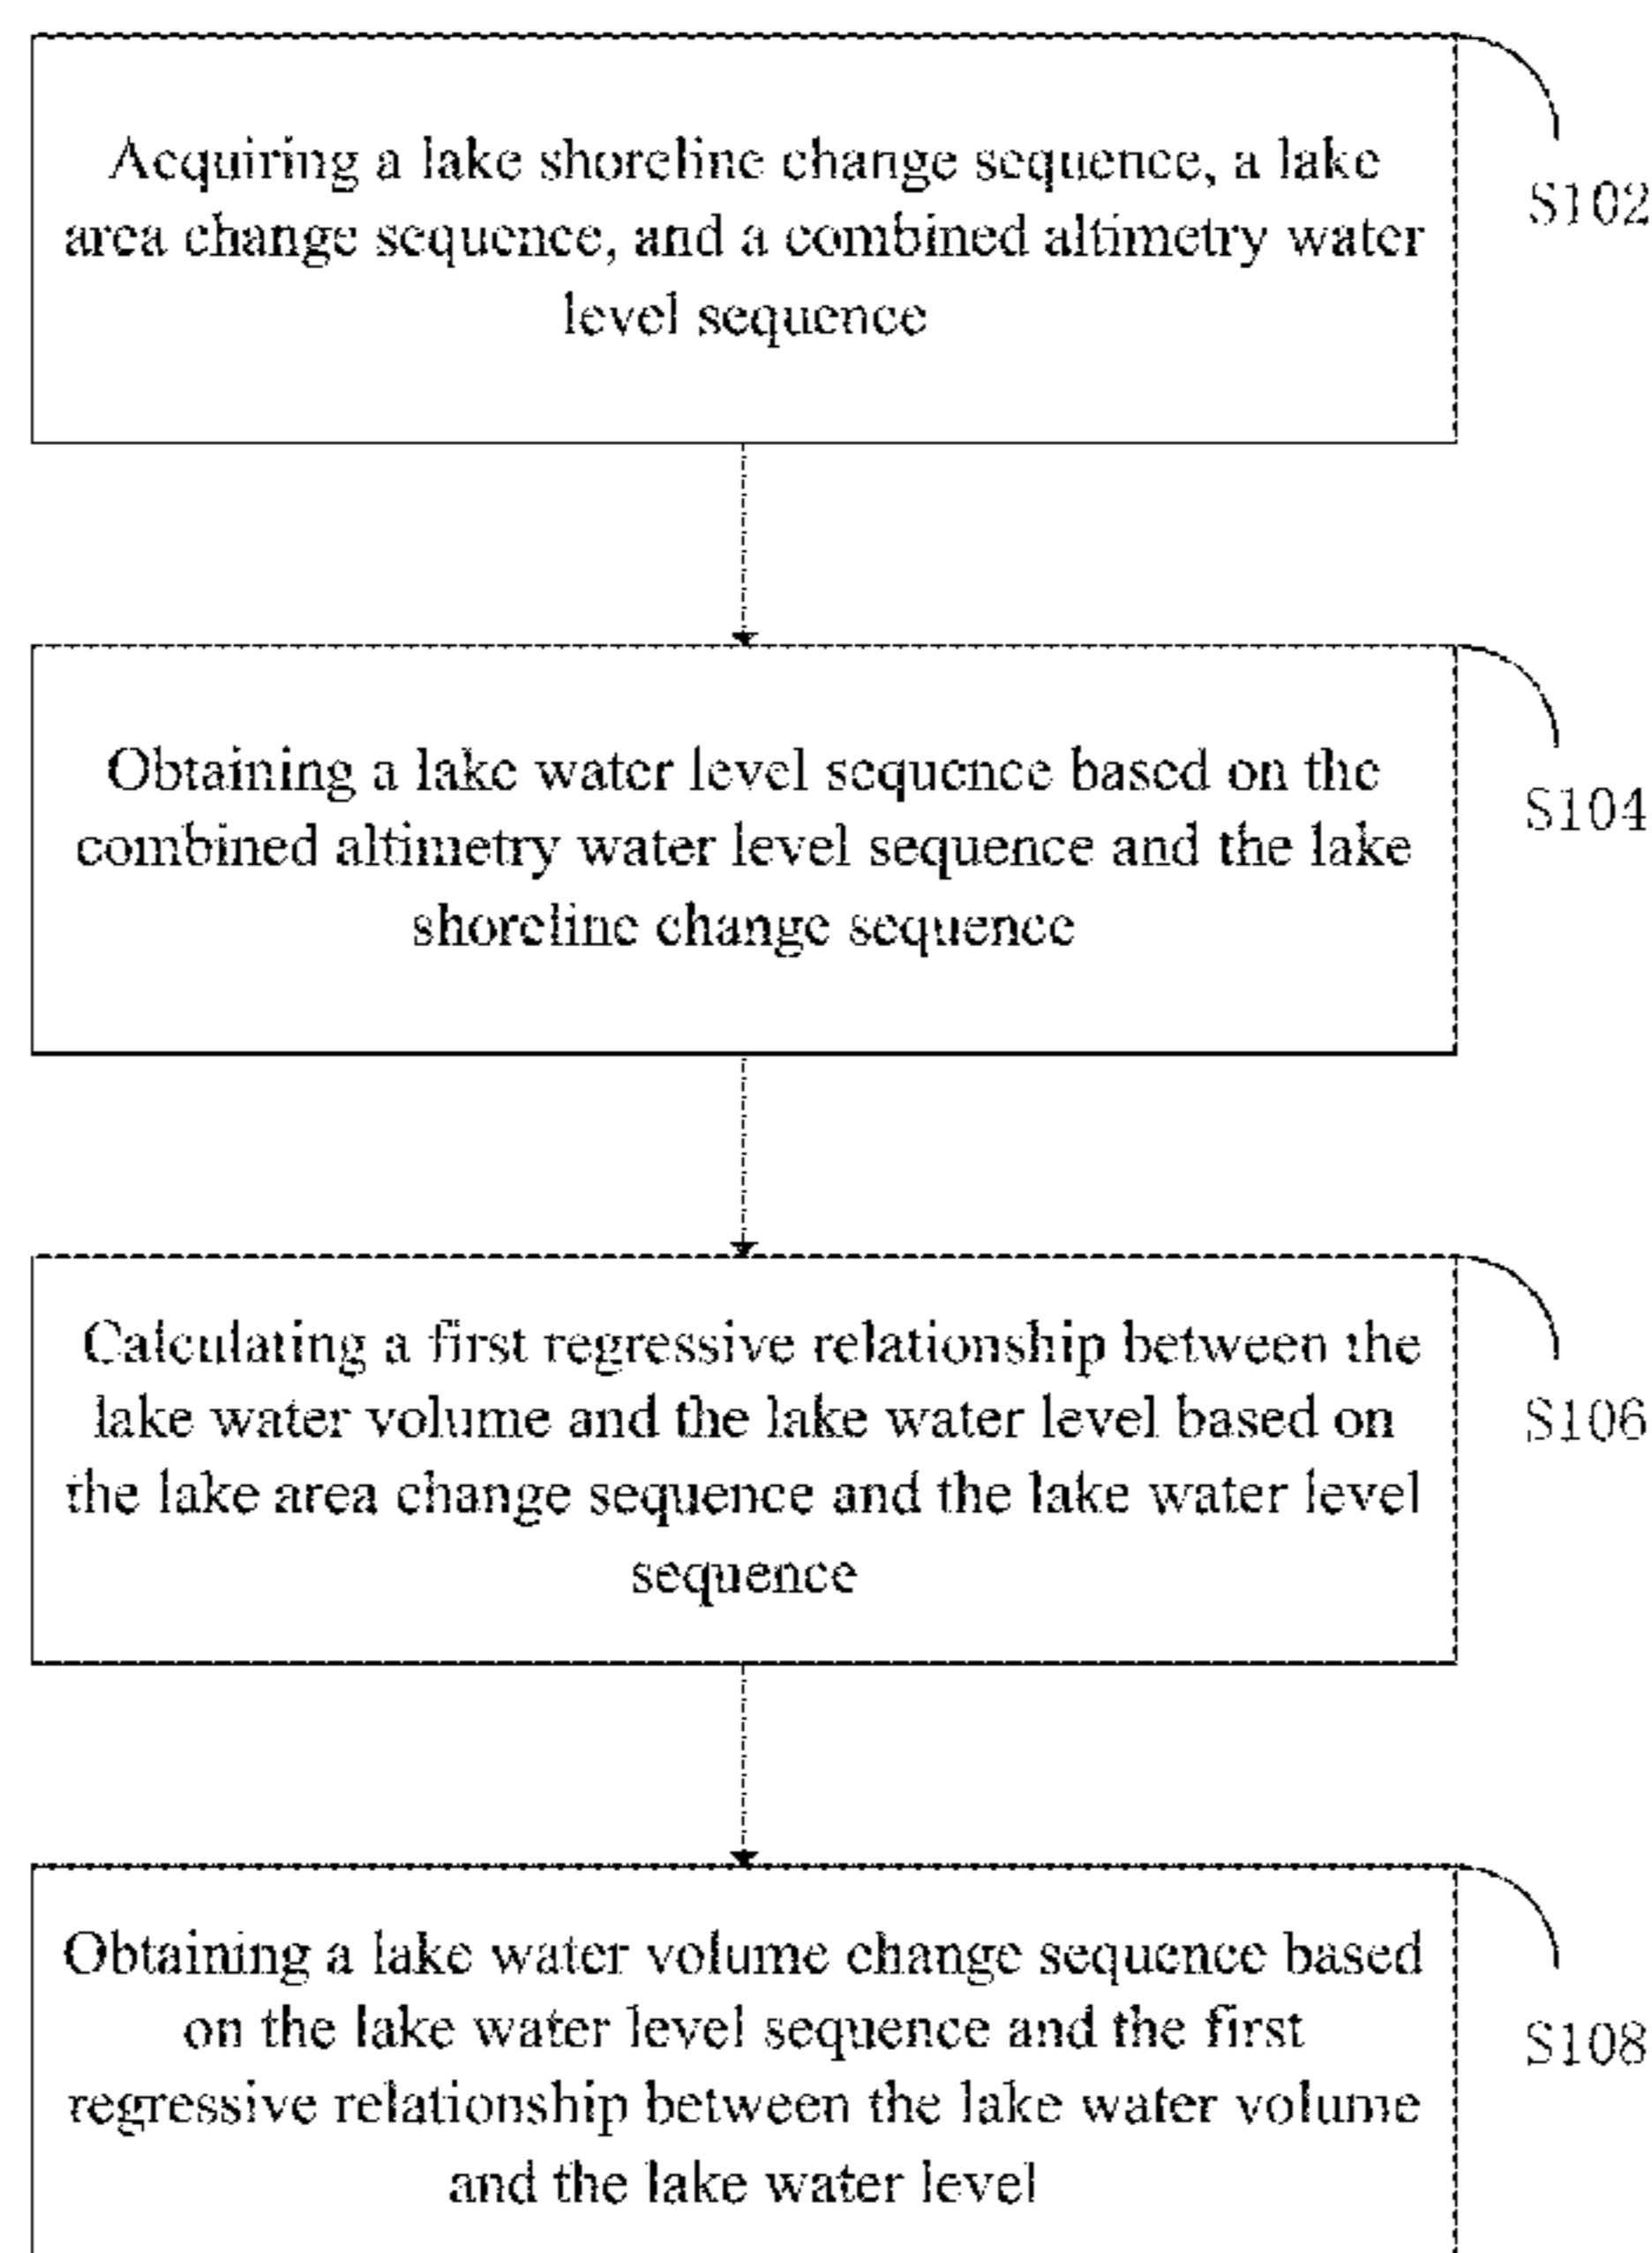 Acquiring a lake shoreline change sequence, a lake
area change sequence, and a combined altimetry water
level sequence
S102
Obtaining a lake water level sequence based on the
combined altimetry water level sequence and the lake
shoreline change sequence
S104
Calculating a first regressive relationship between the
lake water volume and the lake water level based on
the lake area change sequence and the lake water level
sequence
S106
Obtaining a lake water volume change sequence based
on the lake water level sequence and the first
regressive relationship between the lake water volume
and the lake water level
S108